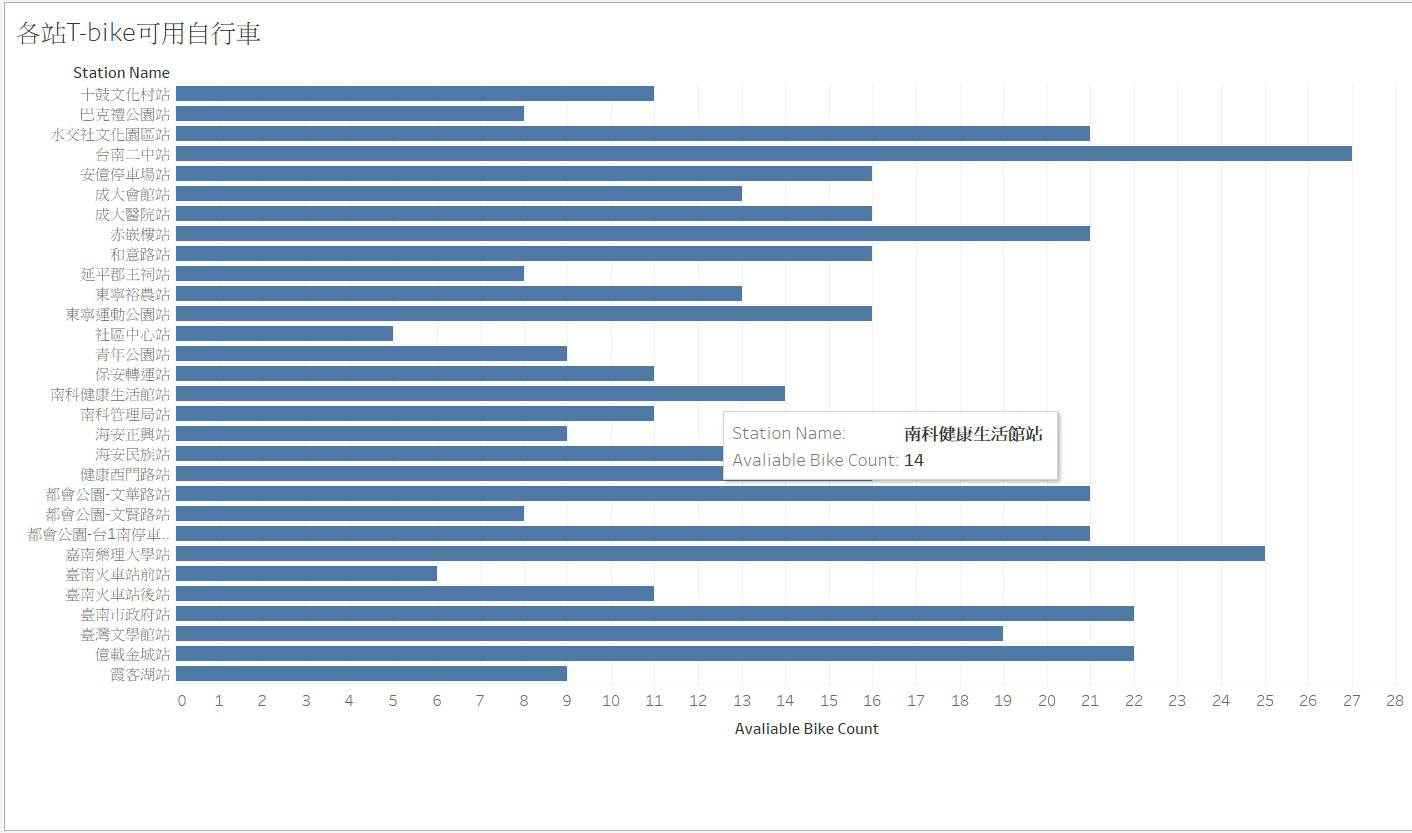 各站T-bike可用自行車
Station Name
十鼓文化村站
巴克禮公園站
水交社文化園區站
台南二中站
安億停車場站
成大會館站
成大醫院站
赤嵌樓站
和意路站
延平郡王祠站
東寧裕農站
東寧運動公園站
社區中心站
青年公園站
保安轉運站
南科健康生活館站
南科管理局站
海安正興站
海安民族站
健康西門路站
都會公園-文華路站
都會公園-文賢路站
都會公園-台1南停車..
嘉南藥理大學站
臺南火車站前站
臺南火車站後站
臺南市政府站
臺灣文學館站
億載金城站
霞客湖站
Station Name: 南科健康生活館站
Avaliable Bike Count: 14
0 1 2 3 4 5 6 7 8 9 10 11 12 13 14 15 16 17 18 19 20 21 22 23 24 25 26 27 28
Avaliable Bike Count